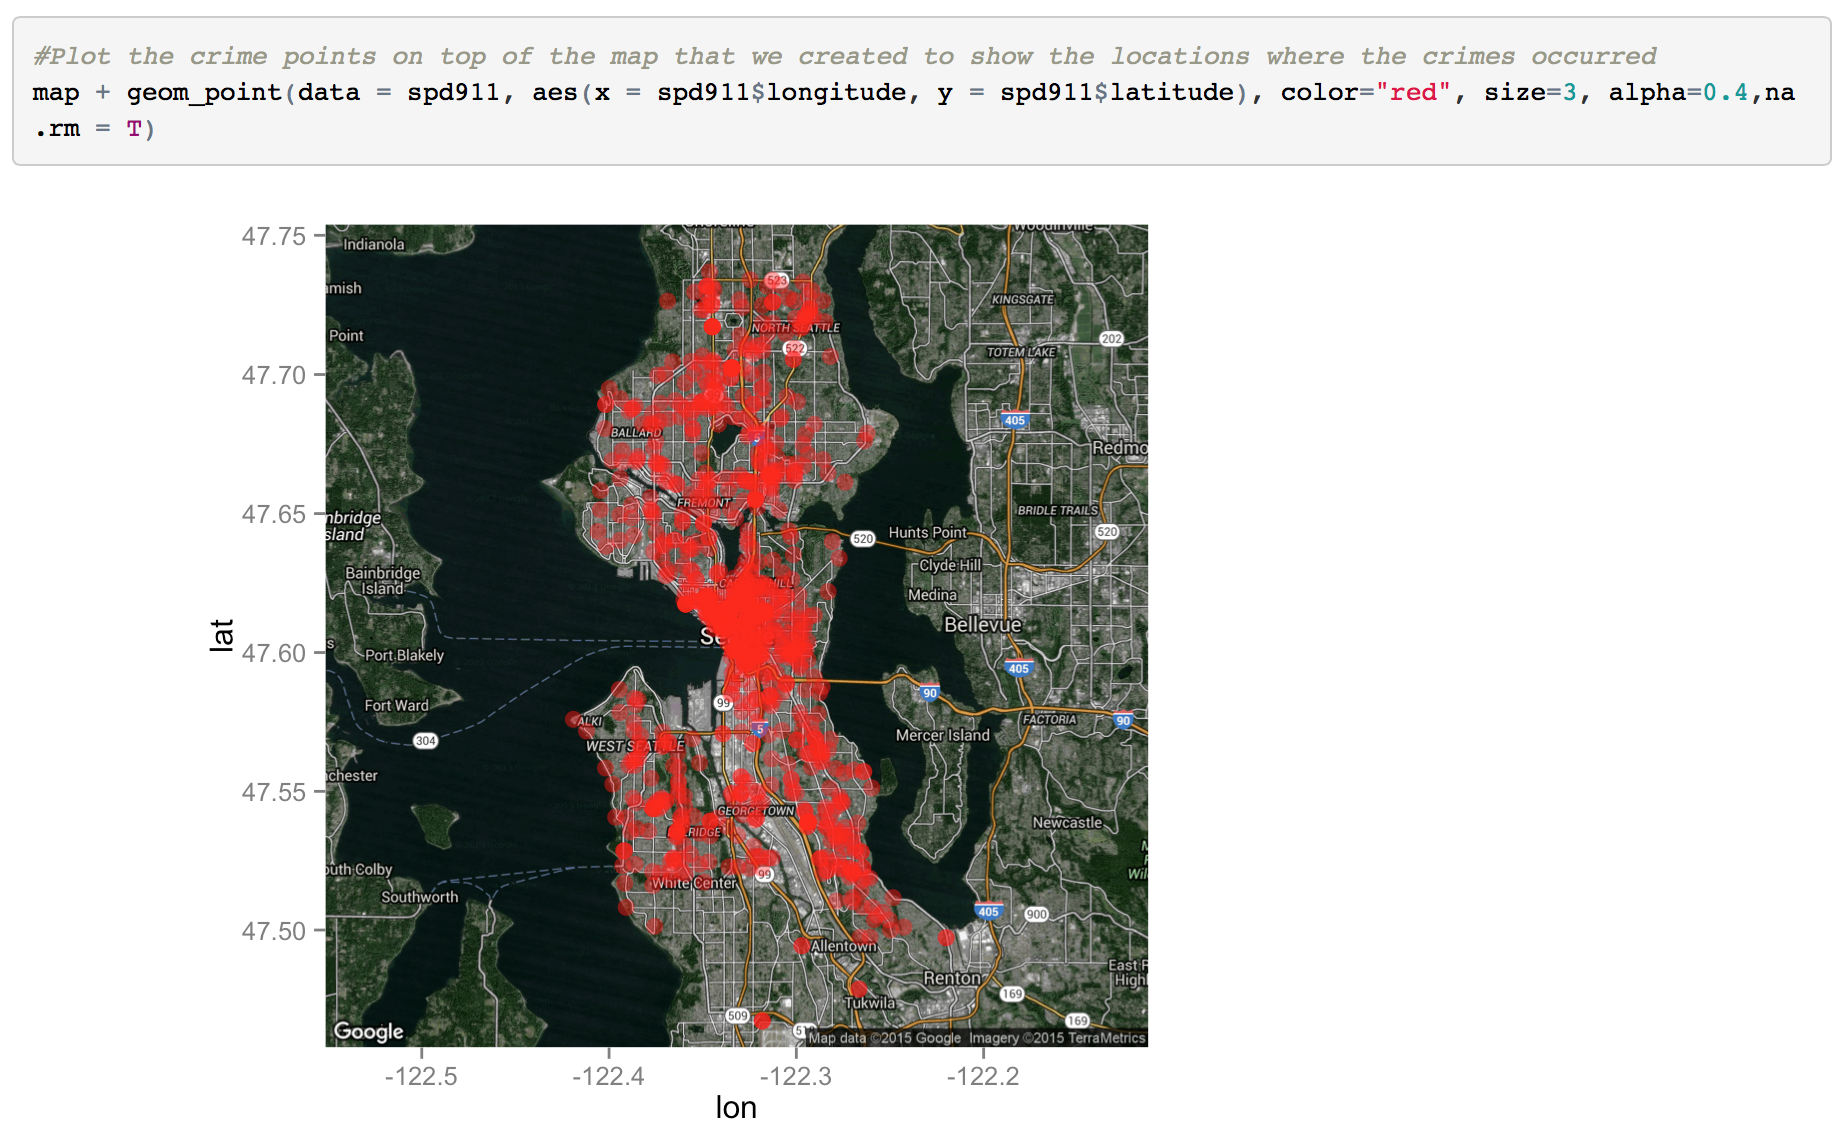 #Plot the crime points on top of the map that we created to show the locations where the crimes occurred
map + geom_point(data = spd911, aes(x = spd911$longitude, y = spd911$latitude), color="red", size=3, alpha=0.4,na
.rm = T)
47.75
47.70
47.65
47.60
47.55
47.50
lat
-122.5
-122.4
-122.3
-122.2
lon
Indianola
Woodinville
523
amish
KINGSGATE
NORTH SEATTLE
Point
202
522
TOTEM LAKE
405
BALLARD
5
Redmo
FREMONT
BRIDLE TRAILS
nbridge
sland
520
Hunts Point
520
Clyde Hill
Bainbridge
Island
HILL
Medina
Bellevue
Se
s
Port Blakely
405
90
Fort Ward
99
ALKI
FACTORIA
90
5
304
WEST SEATTLE
Mercer Island
nchester
GEORGETOWN
Newcastle
LRIDGE
outh Colby
99
White Center
Wil
Southworth
405
900
Allentown
East R
High
Renton
169
Tukwila
509
51
169
Google
Map data ©2015 Google Imagery ©2015 TerraMetrics